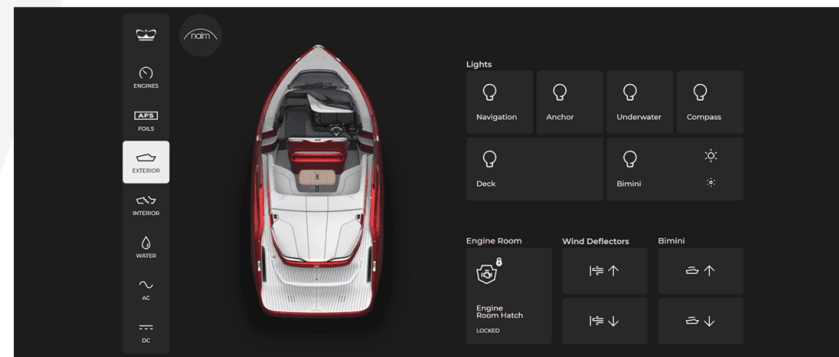 naim
ENGINES
AFS
FOILS
EXTERIOR
INTERIOR
WATER
AC
DC
Lights
Navigation
Anchor
Underwater
Compass
Deck
Bimini
Engine Room
Wind Deflectors
Bimini
Engine
Room Hatch
LOCKED